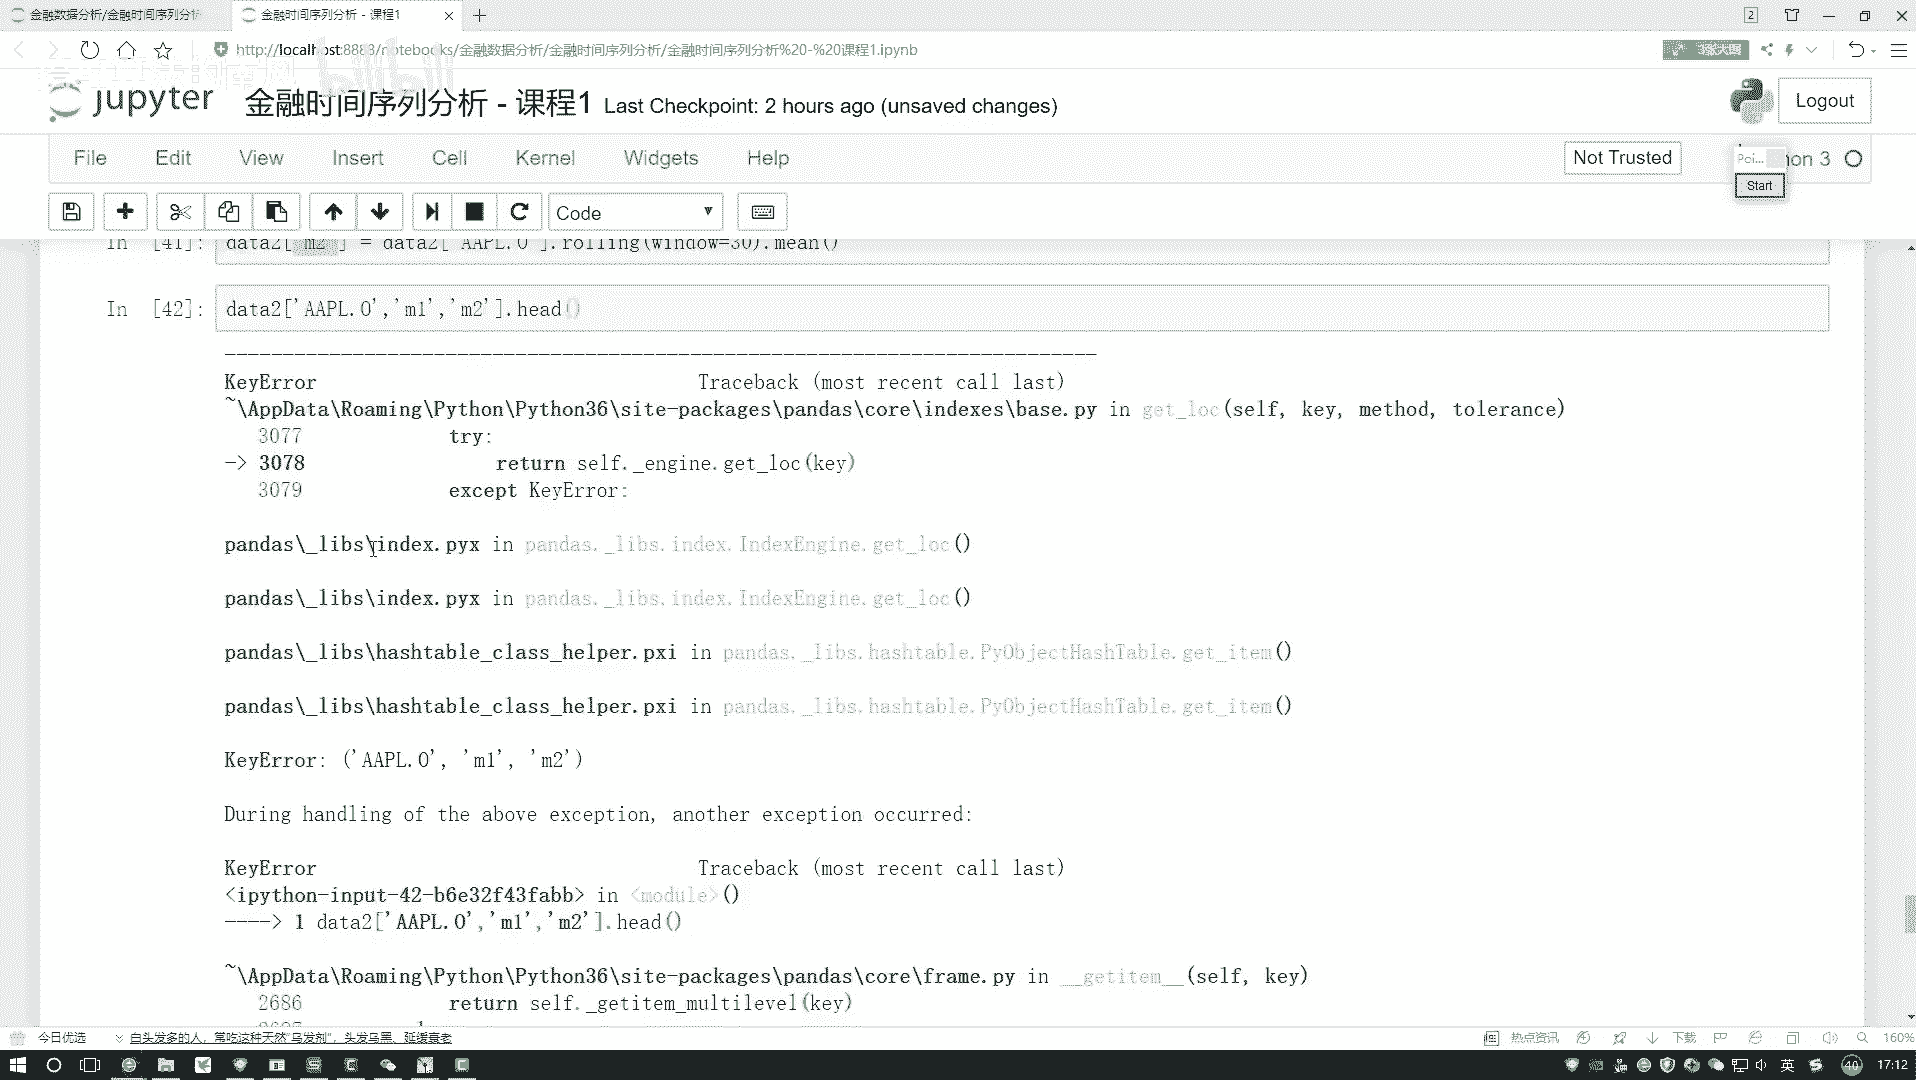 金融数据分析/金融时间序列分析
金融时间序列分析 - 课程1
2
http://localhost:8888/notebooks/金融数据分析/金融时间序列分析/金融时间序列分析%20-%20课程1.ipynb
bilibili
jupyter
金融时间序列分析 - 课程1 Last Checkpoint: 2 hours ago (unsaved changes)
Logout
File Edit View Insert Cell Kernel Widgets Help
Not Trusted
Poi...
hon 3
Start
Code
In [41]: data2['m2'] = data2['AAPL.O'].rolling(window=30).mean()
In [42]: data2['AAPL.O','m1','m2'].head()
---------------------------------------------------------------------------
KeyError Traceback (most recent call last)
~\AppData\Roaming\Python\Python36\site-packages\pandas\core\indexes\base.py in get_loc(self, key, method, tolerance)
3077 try:
-> 3078 return self._engine.get_loc(key)
3079 except KeyError:
pandas\_libs\index.pyx in pandas._libs.index.IndexEngine.get_loc()
pandas\_libs\index.pyx in pandas._libs.index.IndexEngine.get_loc()
pandas\_libs\hashtable_class_helper.pxi in pandas._libs.hashtable.PyObjectHashTable.get_item()
pandas\_libs\hashtable_class_helper.pxi in pandas._libs.hashtable.PyObjectHashTable.get_item()
KeyError: ('AAPL.O', 'm1', 'm2')
During handling of the above exception, another exception occurred:
KeyError Traceback (most recent call last)
<ipython-input-42-b6e32f43fabb> in <module>()
----> 1 data2['AAPL.O','m1','m2'].head()
~\AppData\Roaming\Python\Python36\site-packages\pandas\core\frame.py in __getitem__(self, key)
2686 return self._getitem_multilevel(key)
今日优选
白头发多的人，常吃这种天然"乌发剂"，头发乌黑、延缓衰老
热点资讯
下载
160%
英
40
17:12